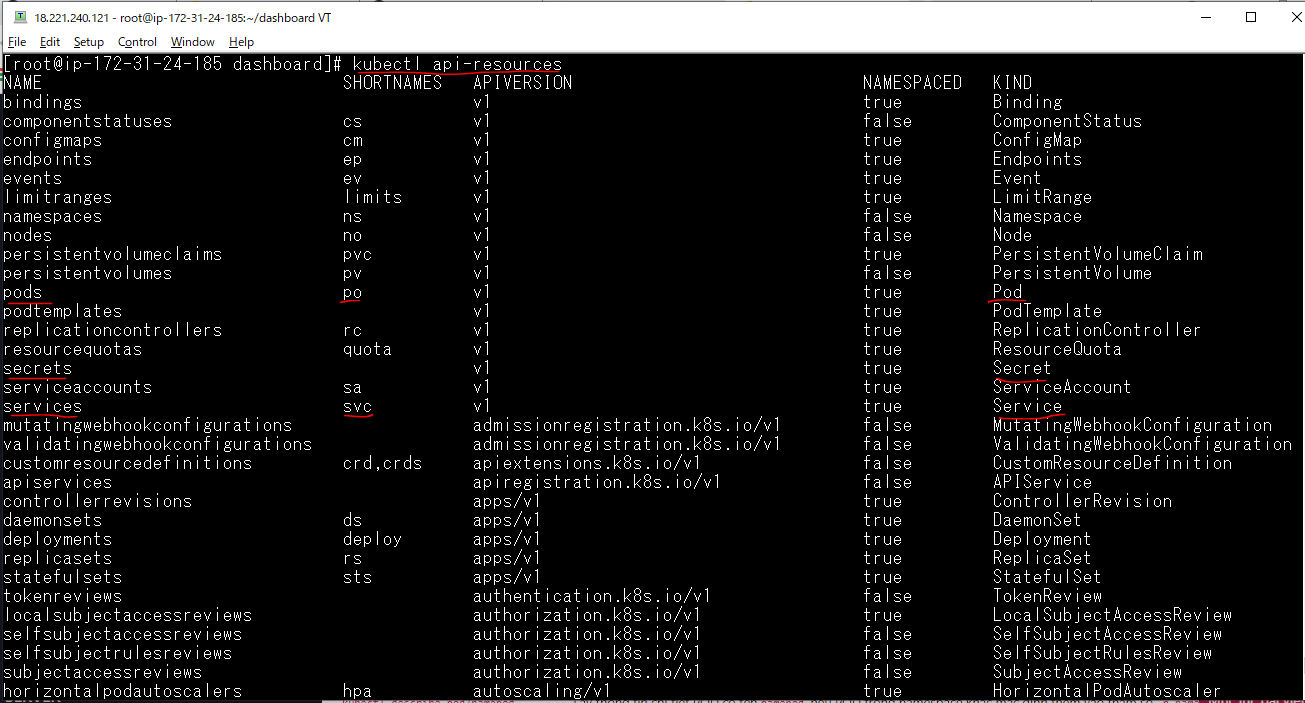 18.221.240.121 - root@ip-172-31-24-185:~/dashboard VT
File Edit Setup Control Window Help
[root@ip-172-31-24-185 dashboard]# kubectl api-resources
NAME SHORTNAMES APIVERSION NAMESPACED KIND
bindings v1 true Binding
componentstatuses cs v1 false ComponentStatus
configmaps cm v1 true ConfigMap
endpoints ep v1 true Endpoints
events ev v1 true Event
limitranges limits v1 true LimitRange
namespaces ns v1 false Namespace
nodes no v1 false Node
persistentvolumeclaims pvc v1 true PersistentVolumeClaim
persistentvolumes pv v1 false PersistentVolume
pods po v1 true Pod
podtemplates v1 true PodTemplate
replicationcontrollers rc v1 true ReplicationController
resourcequotas quota v1 true ResourceQuota
secrets v1 true Secret
serviceaccounts sa v1 true ServiceAccount
services svc v1 true Service
mutatingwebhookconfigurations admissionregistration.k8s.io/v1 false MutatingWebhookConfiguration
validatingwebhookconfigurations admissionregistration.k8s.io/v1 false ValidatingWebhookConfiguration
customresourcedefinitions crd,crds apiextensions.k8s.io/v1 false CustomResourceDefinition
apiservices apiregistration.k8s.io/v1 false APIService
controllerrevisions apps/v1 true ControllerRevision
daemonsets ds apps/v1 true DaemonSet
deployments deploy apps/v1 true Deployment
replicasets rs apps/v1 true ReplicaSet
statefulsets sts apps/v1 true StatefulSet
tokenreviews authentication.k8s.io/v1 false TokenReview
localsubjectaccessreviews authorization.k8s.io/v1 true LocalSubjectAccessReview
selfsubjectaccessreviews authorization.k8s.io/v1 false SelfSubjectAccessReview
selfsubjectrulesreviews authorization.k8s.io/v1 false SelfSubjectRulesReview
subjectaccessreviews authorization.k8s.io/v1 false SubjectAccessReview
horizontalpodautoscalers hpa autoscaling/v1 true HorizontalPodAutoscaler